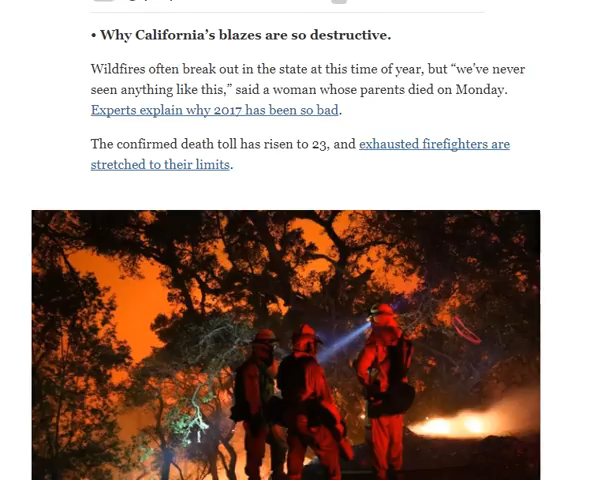 • Why California’s blazes are so destructive.
Wildfires often break out in the state at this time of year, but “we’ve never
seen anything like this,” said a woman whose parents died on Monday.
Experts explain why 2017 has been so bad.
The confirmed death toll has risen to 23, and exhausted firefighters are
stretched to their limits.